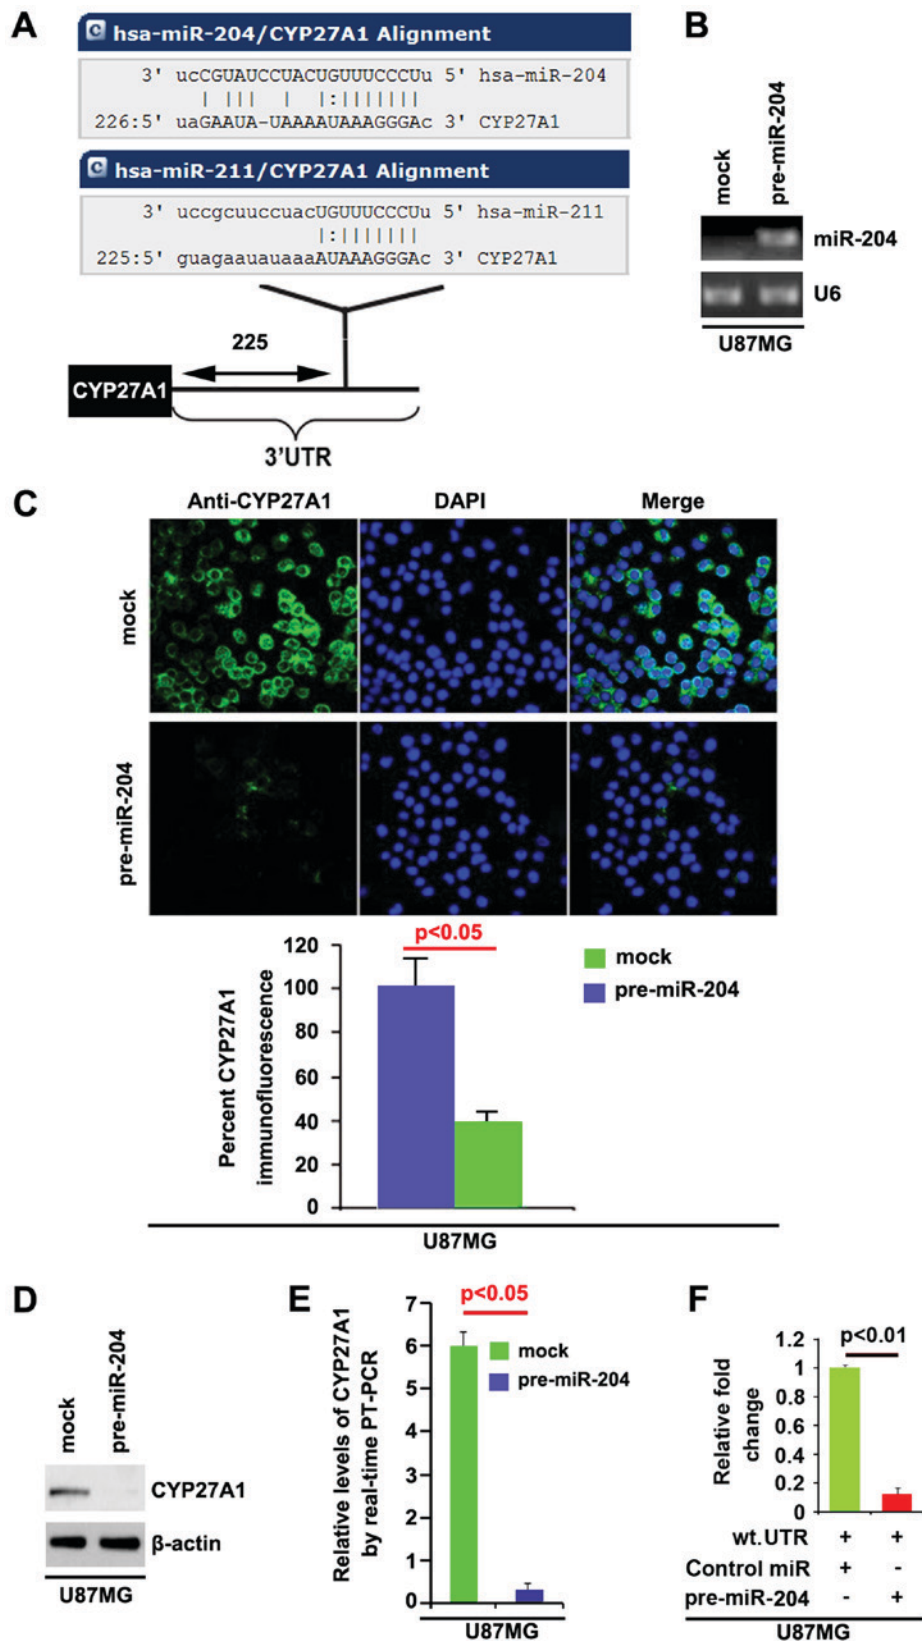 A
hsa-miR-204/CYP27A1 Alignment
3' ucCGUAUCCUACUGUUUCCCUu 5' hsa-miR-204
| ||| | |:|||||||
226:5' uaGAAUA-UAAAAUAAAGGGAc 3' CYP27A1
hsa-miR-211/CYP27A1 Alignment
3' uccgcuuccuacUGUUUCCCUu 5' hsa-miR-211
|:|||||||
225:5' guagaauauaaaAUAAAGGGAc 3' CYP27A1
225
CYP27A1
3'UTR
B
mock
pre-miR-204
miR-204
U6
U87MG
C
Anti-CYP27A1 DAPI Merge
mock
pre-miR-204
p<0.05
mock
pre-miR-204
Percent CYP27A1
immunofluorescence
120
100
80
60
40
20
0
U87MG
D
mock
pre-miR-204
CYP27A1
β-actin
U87MG
E
p<0.05
mock
pre-miR-204
Relative levels of CYP27A1
by real-time PT-PCR
7
6
5
4
3
2
1
0
U87MG
F
p<0.01
Relative fold
change
1.2
1
0.8
0.6
0.4
0.2
0
wt.UTR + +
Control miR + -
pre-miR-204 - +
U87MG